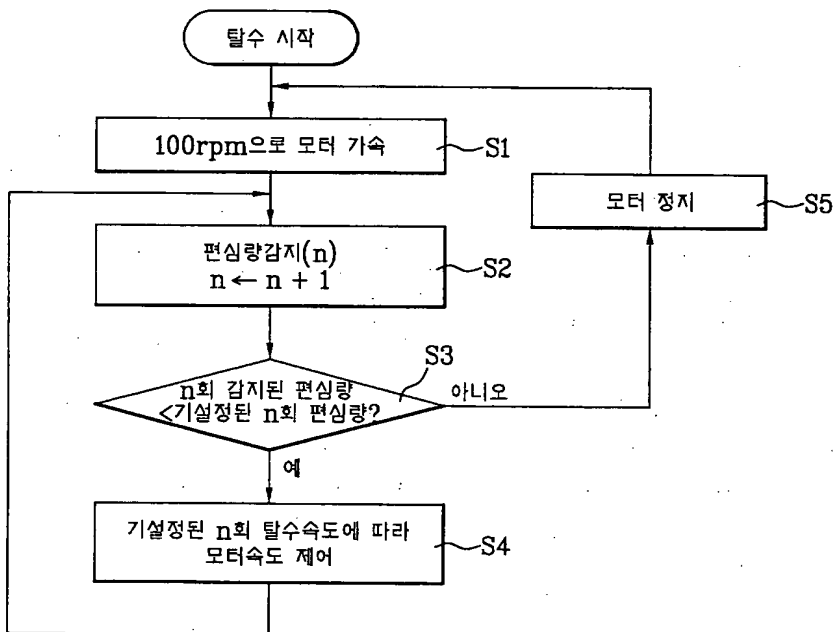 탈수 시작
100rpm으로 모터 가속
S1
모터 정지
S5
편심량감지(n)
n ← n + 1
S2
S3
n회 감지된 편심량
<기설정된 n회 편심량?
아니오
예
기설정된 n회 탈수속도에 따라
모터속도 제어
S4